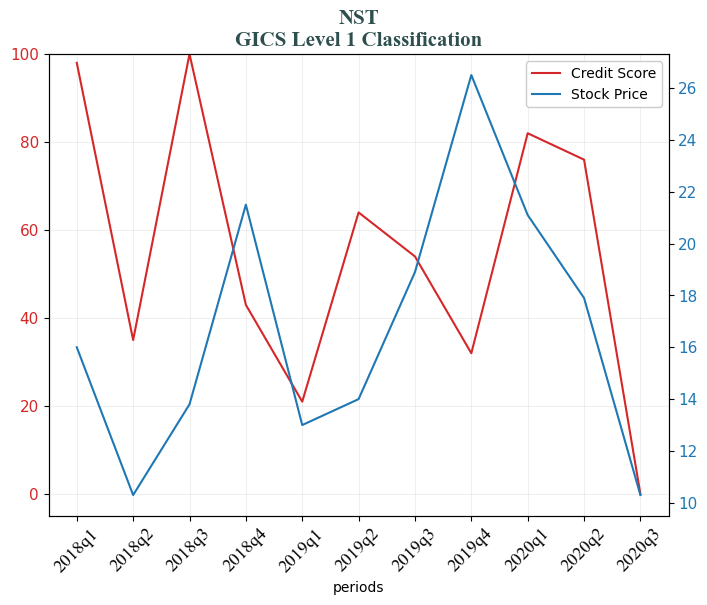 NST
GICS Level 1 Classification
100
80
60
40
20
0
Credit Score
Stock Price
26
24
22
20
18
16
14
12
10
2018q1
2018q2
2018q3
2018q4
2019q1
2019q2
2019q3
2019q4
2020q1
2020q2
2020q3
periods